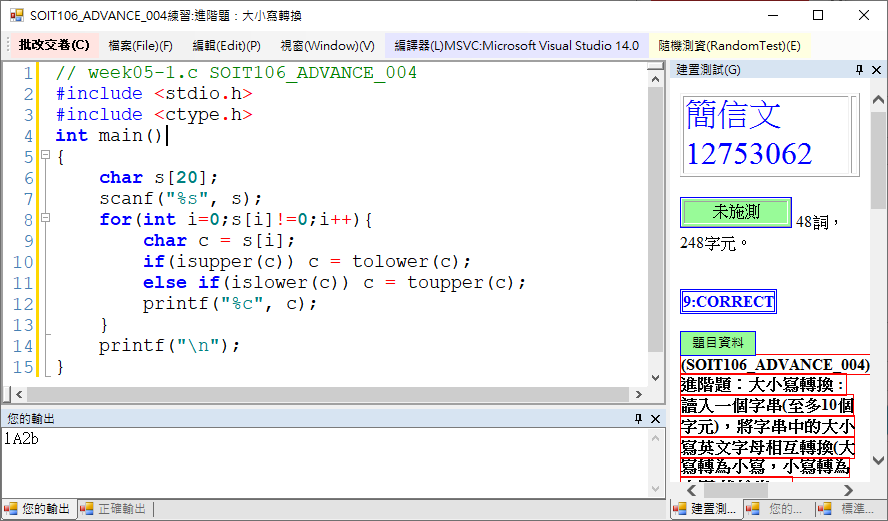 SOIT106_ADVANCE_004練習:進階題：大小寫轉換
批改交卷(C) 檔案(File)(F) 編輯(Edit)(P) 視窗(Window)(V) 編譯器(L)MSVC:Microsoft Visual Studio 14.0 隨機測資(RandomTest)(E)
1 // week05-1.c SOIT106_ADVANCE_004
2 #include <stdio.h>
3 #include <ctype.h>
4 int main()
5 {
6 char s[20];
7 scanf("%s", s);
8 for(int i=0;s[i]!=0;i++){
9 char c = s[i];
10 if(isupper(c)) c = tolower(c);
11 else if(islower(c)) c = toupper(c);
12 printf("%c", c);
13 }
14 printf("\n");
15 }
您的輸出
1A2b
您的輸出 正確輸出
建置測試(G)
簡信文
12753062
未施測 48詞，
248字元。
9:CORRECT
題目資料
(SOIT106_ADVANCE_004)
進階題：大小寫轉換：
讀入一個字串(至多10個
字元)，將字串中的大小
寫英文字母相互轉換(大
寫轉為小寫，小寫轉為
建置測... 您的... 標準...